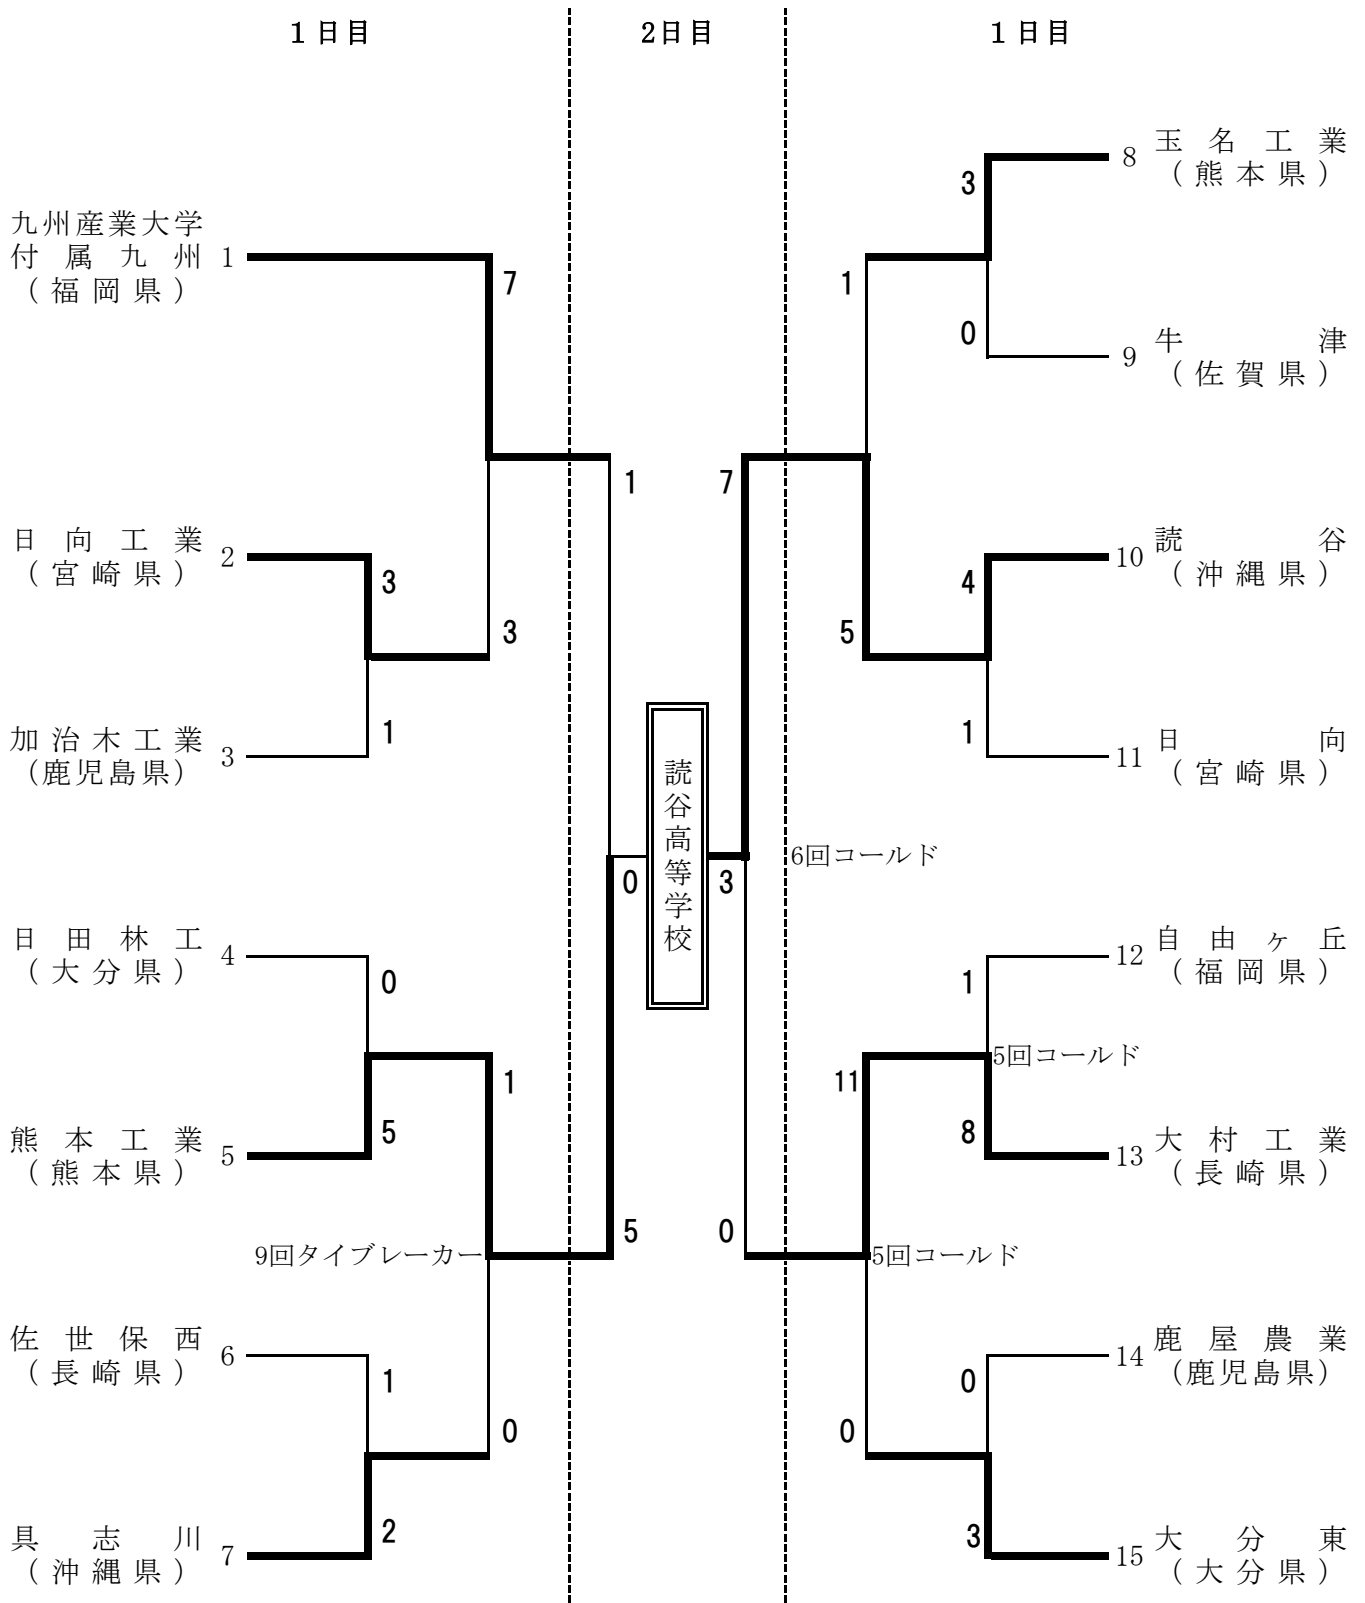 1日目
2日目
1日目
九州産業大学
付属九州
(福岡県)
1
7
日向工業
(宮崎県)
2
3
3
加治木工業
(鹿児島県)
3
1
日田林工
(大分県)
4
0
1
熊本工業
(熊本県)
5
5
9回タイブレーカー
佐世保西
(長崎県)
6
1
0
具志川
(沖縄県)
7
2
1
0
5
読谷高等学校
7
3
0
6回コールド
8
玉名工業
(熊本県)
3
1
0
9
牛津
(佐賀県)
10
読谷
(沖縄県)
4
5
1
11
日向
(宮崎県)
12
自由ヶ丘
(福岡県)
1
5回コールド
11
8
13
大村工業
(長崎県)
5回コールド
14
鹿屋農業
(鹿児島県)
0
0
3
15
大分東
(大分県)